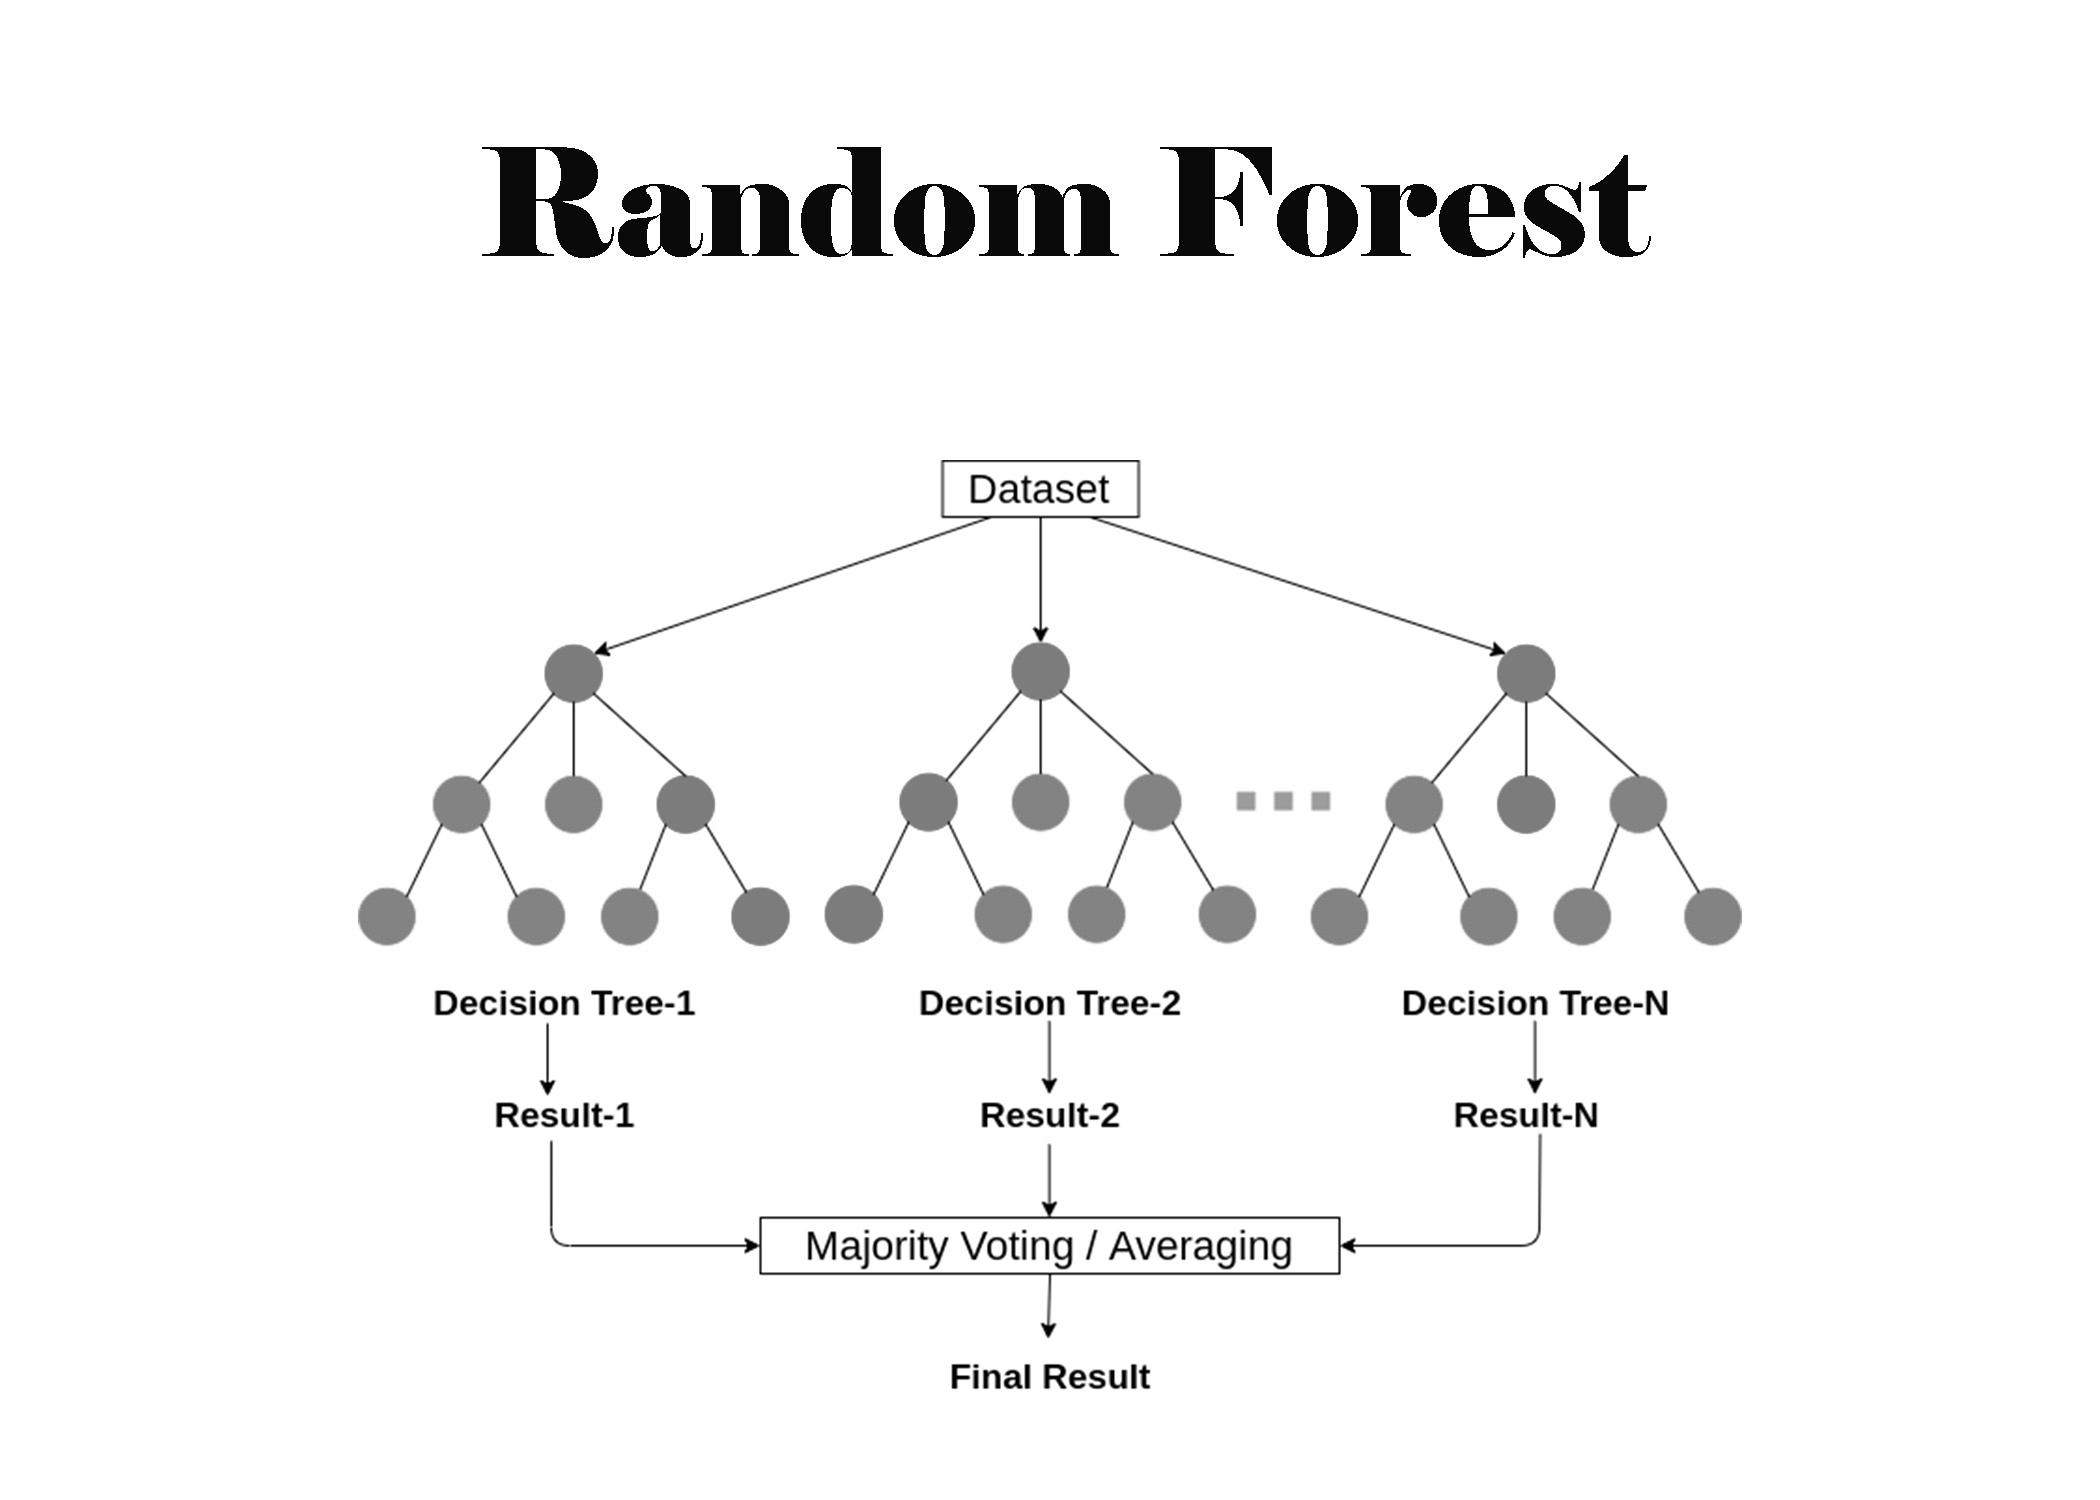 Random Forest
Dataset
Decision Tree-1
Decision Tree-2
Decision Tree-N
Result-1
Result-2
Result-N
Majority Voting / Averaging
Final Result